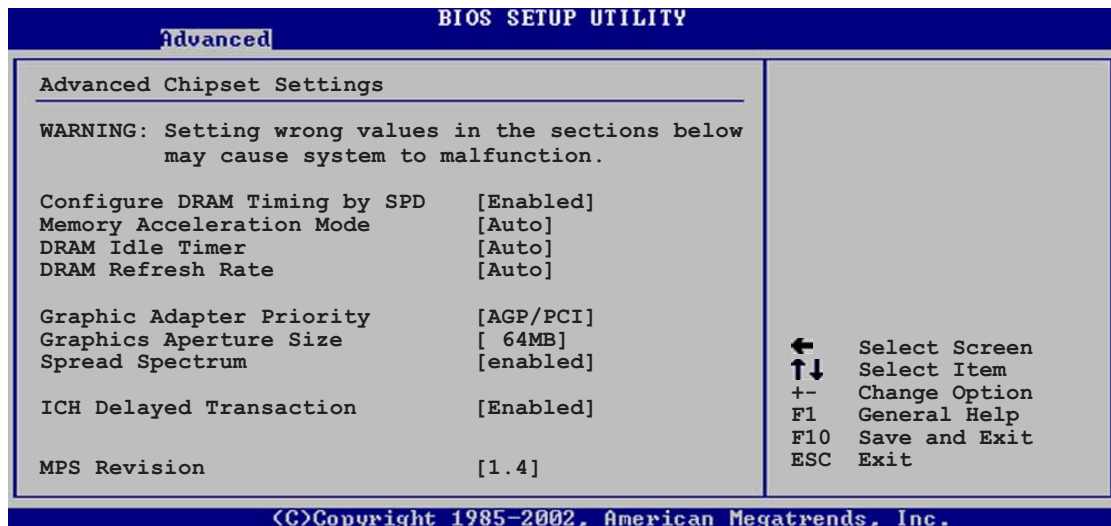 BIOS SETUP UTILITY
Advanced
Advanced Chipset Settings
WARNING: Setting wrong values in the sections below
may cause system to malfunction.
Configure DRAM Timing by SPD [Enabled]
Memory Acceleration Mode [Auto]
DRAM Idle Timer [Auto]
DRAM Refresh Rate [Auto]
Graphic Adapter Priority [AGP/PCI]
Graphics Aperture Size [ 64MB]
Spread Spectrum [enabled]
ICH Delayed Transaction [Enabled]
MPS Revision [1.4]
← Select Screen
↑↓ Select Item
+- Change Option
F1 General Help
F10 Save and Exit
ESC Exit
(C)Copyright 1985-2002, American Megatrends, Inc.